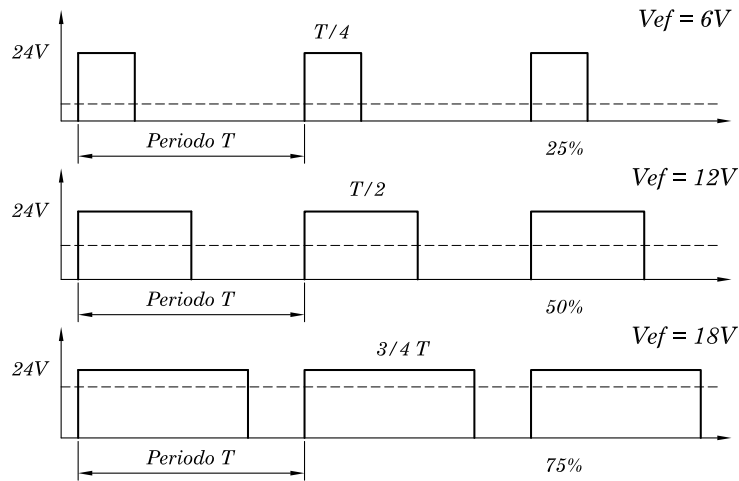 Vef = 6V
T/4
24V
Periodo T
25%
Vef = 12V
T/2
24V
Periodo T
50%
Vef = 18V
3/4 T
24V
Periodo T
75%